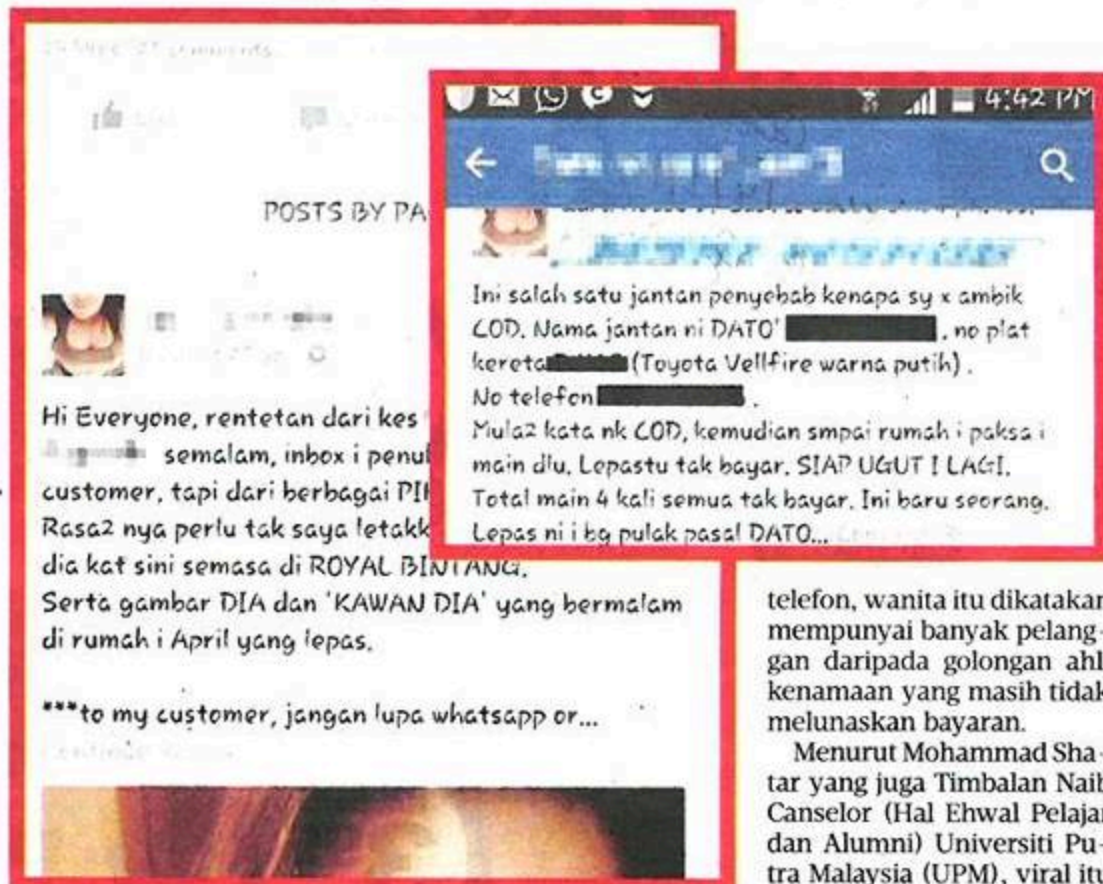 POSTS BY PA
Hi Everyone, rentetan dari kes
semalam, inbox i
customer, tapi dari berbagai
Rasa2 nya perlu tak saya letakk
dia kat sini semasa di ROYAL BINTANG.
Serta gambar DIA dan 'KAWAN DIA' yang bermalam
di rumah i April yang lepas.
***to my customer, jangan lupa whatsapp or...
4:42 PM
Ini salah satu jantan penyebab kenapa sy x ambik
COD. Nama jantan ni DATO' , no plat
kereta (Toyota Vellfire warna putih) .
No telefon .
Mula2 kata nk COD, kemudian smpai rumah i paksa i
main dlu. Lepastu tak bayar. SIAP UGUT I LAGI.
Total main 4 kali semua tak bayar. Ini baru seorang.
Lepas ni i bg pulak pasal DATO...
telefon, wanita itu dikatakan
mempunyai banyak pelang-
gan daripada golongan ahl
kenamaan yang masih tidak
melunaskan bayaran.
Menurut Mohammad Sha-
tar yang juga Timbalan Naib
Canselor (Hal Ehwal Pelajar
dan Alumni) Universiti Pu-
tra Malaysia (UPM), viral itu